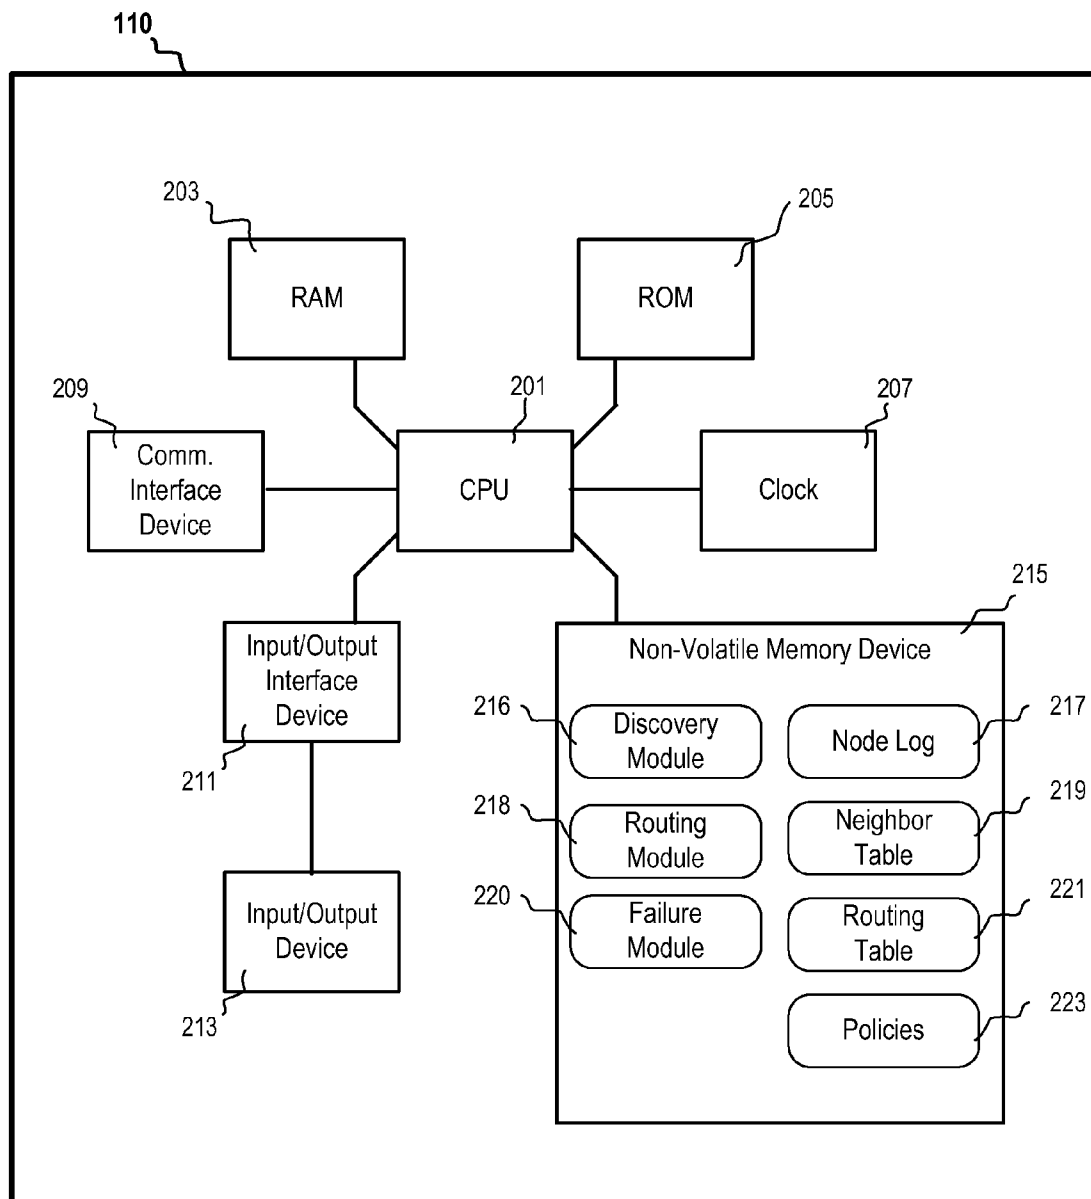 110
203
205
RAM
ROM
209
201
207
Comm.
Interface
Device
CPU
Clock
215
Input/Output
Interface
Device
Non-Volatile Memory Device
211
216
Discovery
Module
Node Log
217
218
Routing
Module
Neighbor
Table
219
220
Failure
Module
Routing
Table
221
Input/Output
Device
213
Policies
223